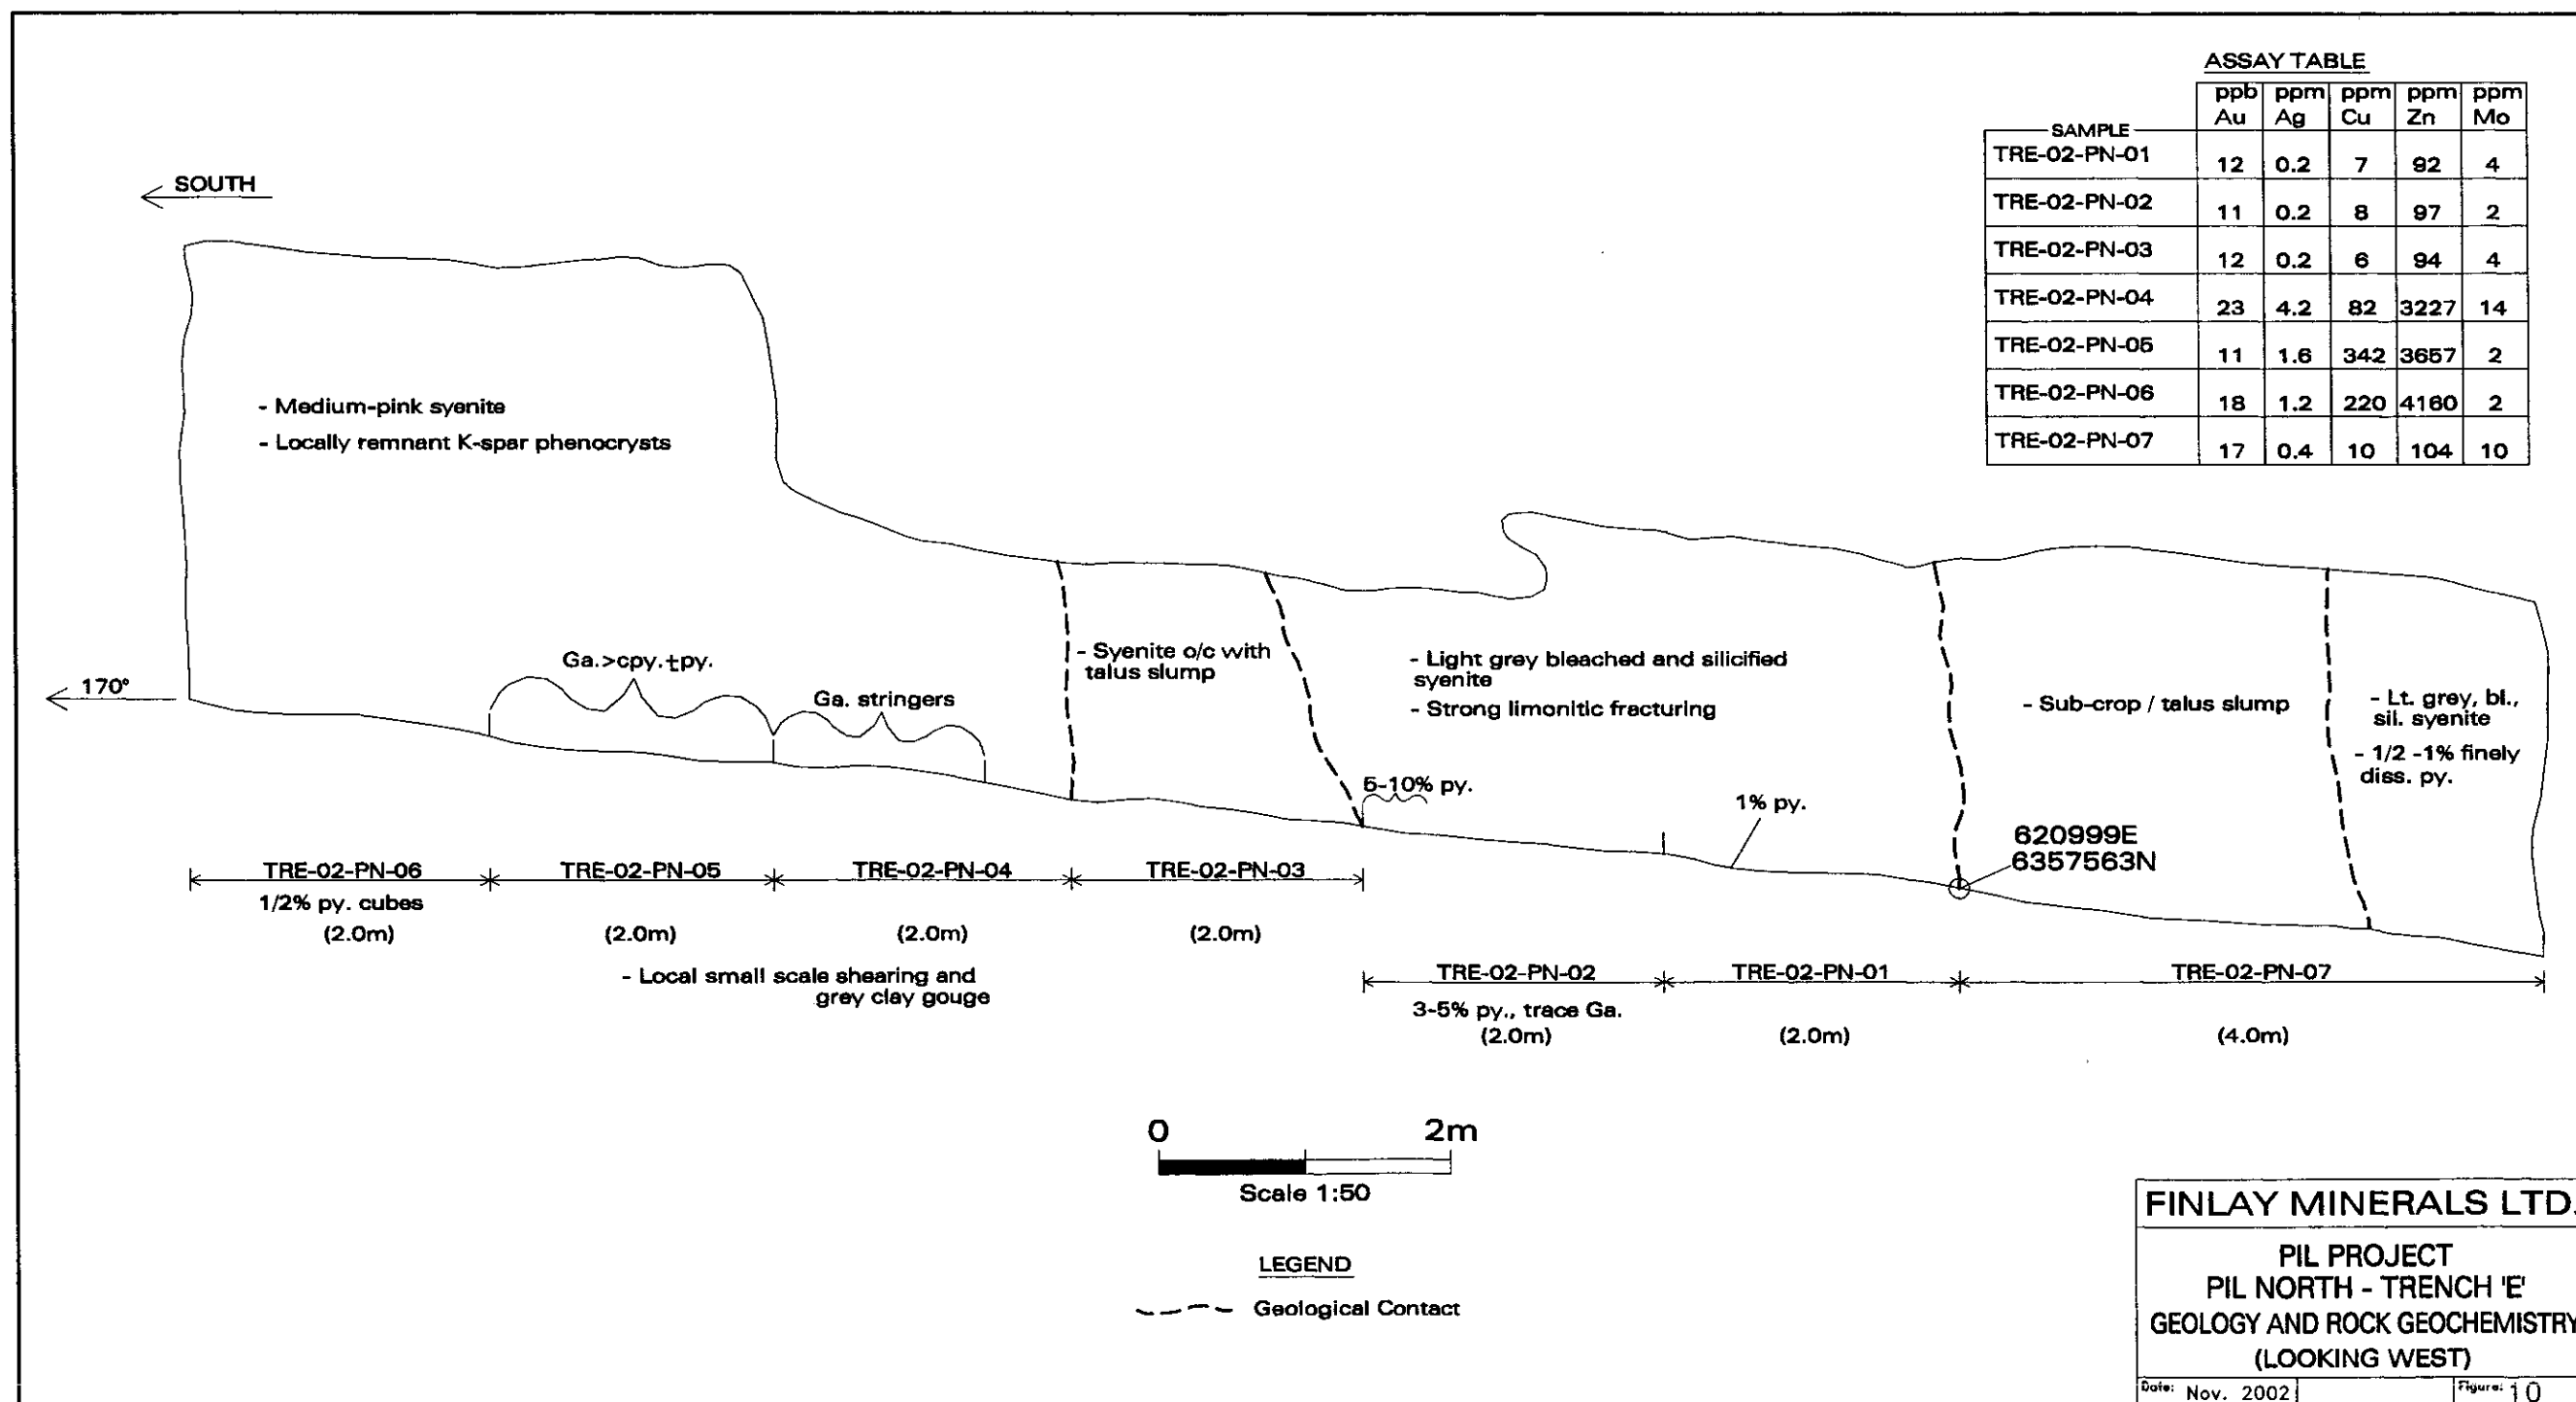 ASSAY TABLE
ppb ppm ppm ppm ppm
Au Ag Cu Zn Mo
SAMPLE
TRE-02-PN-01 12 0.2 7 92 4
TRE-02-PN-02 11 0.2 8 97 2
TRE-02-PN-03 12 0.2 6 94 4
TRE-02-PN-04 23 4.2 82 3227 14
TRE-02-PN-05 11 1.6 342 3657 2
TRE-02-PN-06 18 1.2 220 4160 2
TRE-02-PN-07 17 0.4 10 104 10
SOUTH
- Medium-pink syenite
- Locally remnant K-spar phenocrysts
170°
Ga.>cpy.±py.
Ga. stringers
- Syenite o/c with
talus slump
- Light grey bleached and silicified
syenite
- Strong limonitic fracturing
- Sub-crop / talus slump
- Lt. grey, bl.,
sil. syenite
- 1/2 -1% finely
diss. py.
5-10% py.
1% py.
620999E
6357563N
TRE-02-PN-06
TRE-02-PN-05
TRE-02-PN-04
TRE-02-PN-03
1/2% py. cubes
(2.0m)
(2.0m)
(2.0m)
(2.0m)
- Local small scale shearing and
grey clay gouge
TRE-02-PN-02
TRE-02-PN-01
TRE-02-PN-07
3-5% py., trace Ga.
(2.0m)
(2.0m)
(4.0m)
0 2m
Scale 1:50
LEGEND
Geological Contact
FINLAY MINERALS LTD.
PIL PROJECT
PIL NORTH - TRENCH 'E'
GEOLOGY AND ROCK GEOCHEMISTRY
(LOOKING WEST)
Date: Nov. 2002
Figure: 10